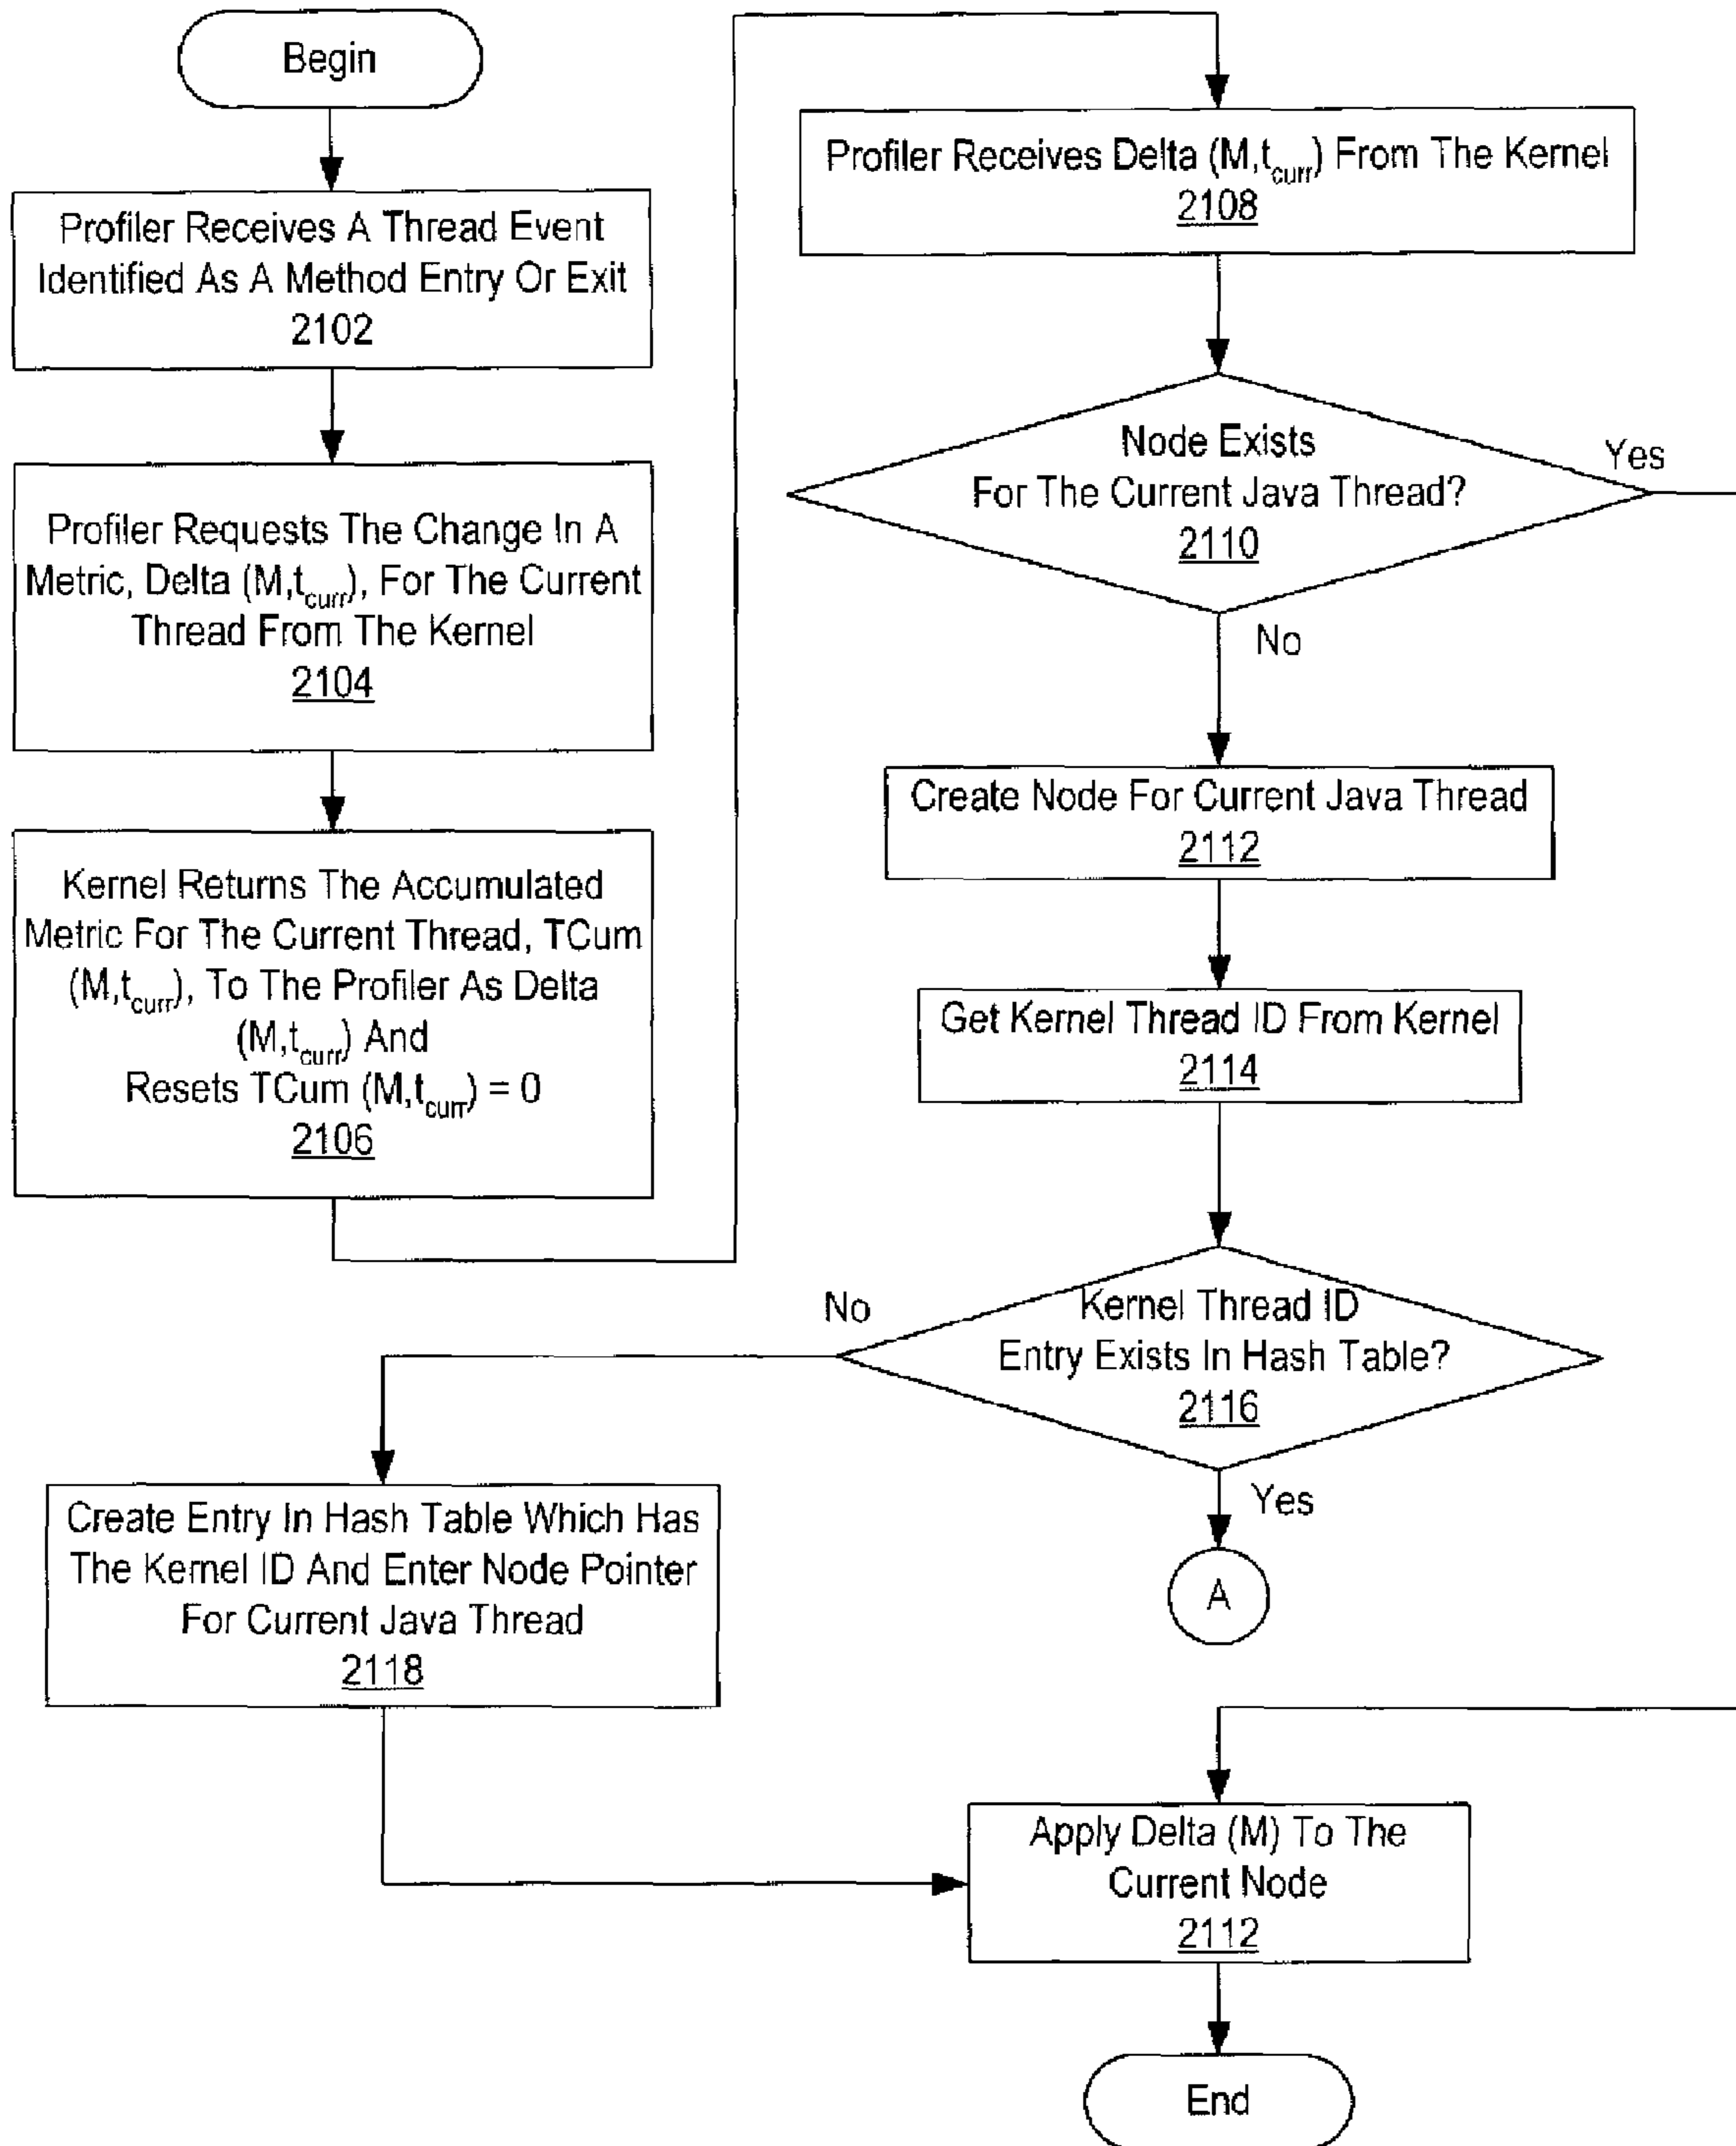 Begin
Profiler Receives A Thread Event
Identified As A Method Entry Or Exit
2102
Profiler Requests The Change In A
Metric, Delta (M,t_curr), For The Current
Thread From The Kernel
2104
Kernel Returns The Accumulated
Metric For The Current Thread, TCum
(M,t_curr), To The Profiler As Delta
(M,t_curr) And
Resets TCum (M,t_curr) = 0
2106
Profiler Receives Delta (M,t_curr) From The Kernel
2108
Node Exists
For The Current Java Thread?
2110
Yes
No
Create Node For Current Java Thread
2112
Get Kernel Thread ID From Kernel
2114
Kernel Thread ID
Entry Exists In Hash Table?
2116
No
Yes
A
Create Entry In Hash Table Which Has
The Kernel ID And Enter Node Pointer
For Current Java Thread
2118
Apply Delta (M) To The
Current Node
2112
End